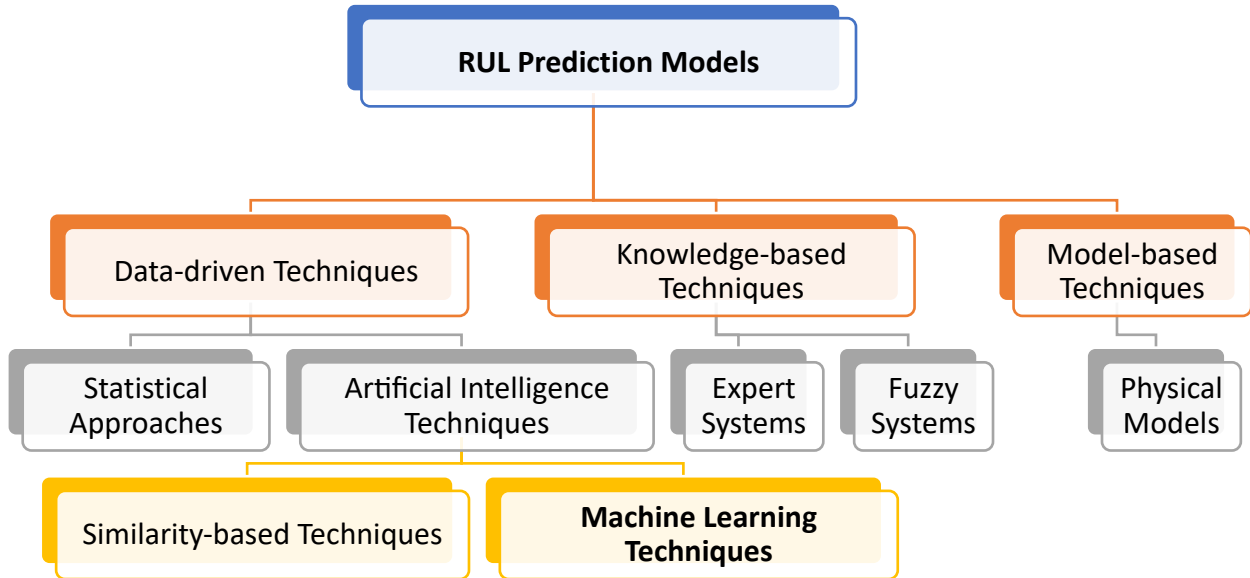 RUL Prediction Models
Data-driven Techniques
Knowledge-based
Techniques
Model-based
Techniques
Statistical
Approaches
Artificial Intelligence
Techniques
Expert
Systems
Fuzzy
Systems
Physical
Models
Similarity-based Techniques
Machine Learning
Techniques